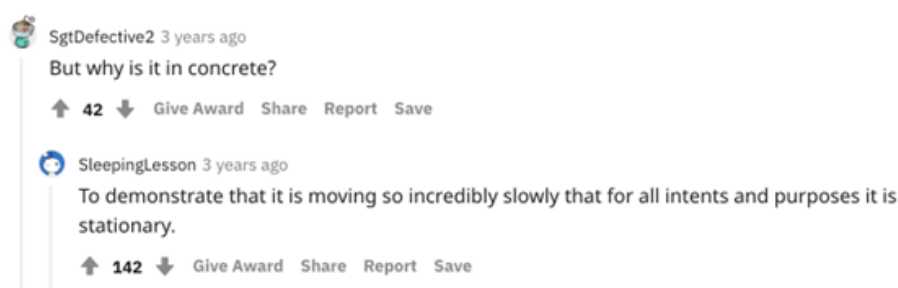 SgtDefective2 3 years ago
But why is it in concrete?
42 Give Award Share Report Save
SleepingLesson 3 years ago
To demonstrate that it is moving so incredibly slowly that for all intents and purposes it is
stationary.
142 Give Award Share Report Save